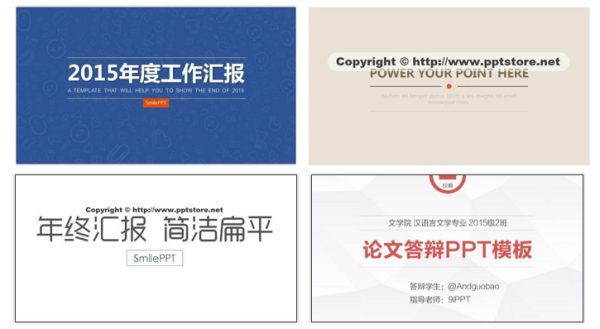 2015年度工作汇报
A TEMPLATE THAT WILL HELP YOU TO SHOW THE END OF 2015
SmilePPT
Copyright © http://www.pptstore.net
POWER YOUR POINT HERE
Copyright © http://www.pptstore.net
年终汇报 简洁扁平
SmilePPT
权威
文学院 汉语言文学专业 2015级2班
论文答辩PPT模板
答辩学生：@Andguobao
指导老师：9iPPT